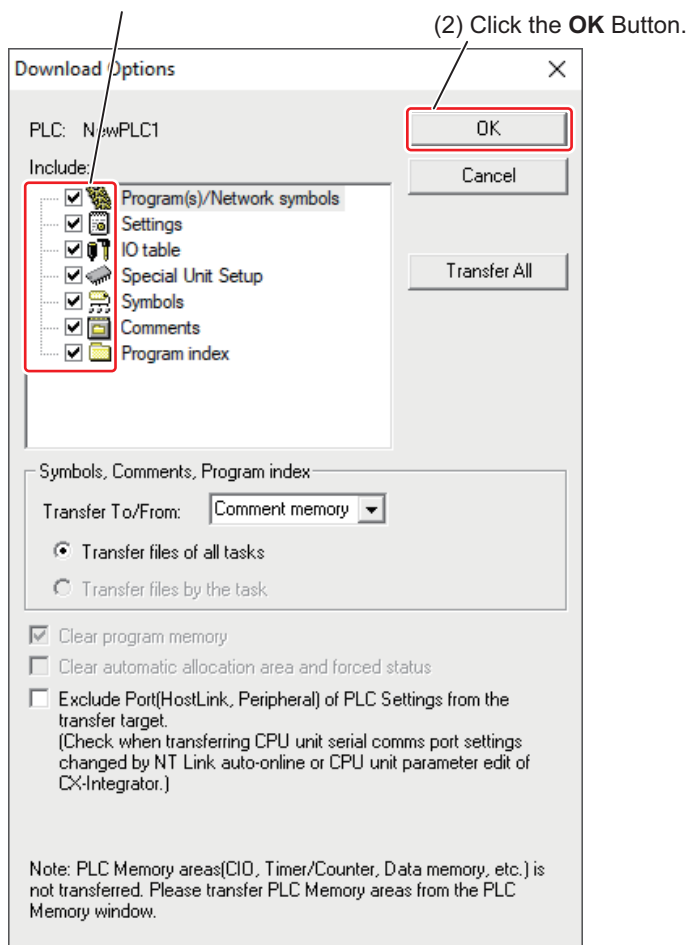 (2) Click the OK Button.
Download Options
PLC: NewPLC1
OK
Include:
Cancel
Program(s)/Network symbols
Settings
IO table
Special Unit Setup
Transfer All
Symbols
Comments
Program index
Symbols, Comments, Program index
Transfer To/From: Comment memory
Transfer files of all tasks
Transfer files by the task
Clear program memory
Clear automatic allocation area and forced status
Exclude Port(HostLink, Peripheral) of PLC Settings from the
transfer target.
(Check when transferring CPU unit serial comms port settings
changed by NT Link auto-online or CPU unit parameter edit of
CX-Integrator.)
Note: PLC Memory areas(CIO, Timer/Counter, Data memory, etc.) is
not transferred. Please transfer PLC Memory areas from the PLC
Memory window.